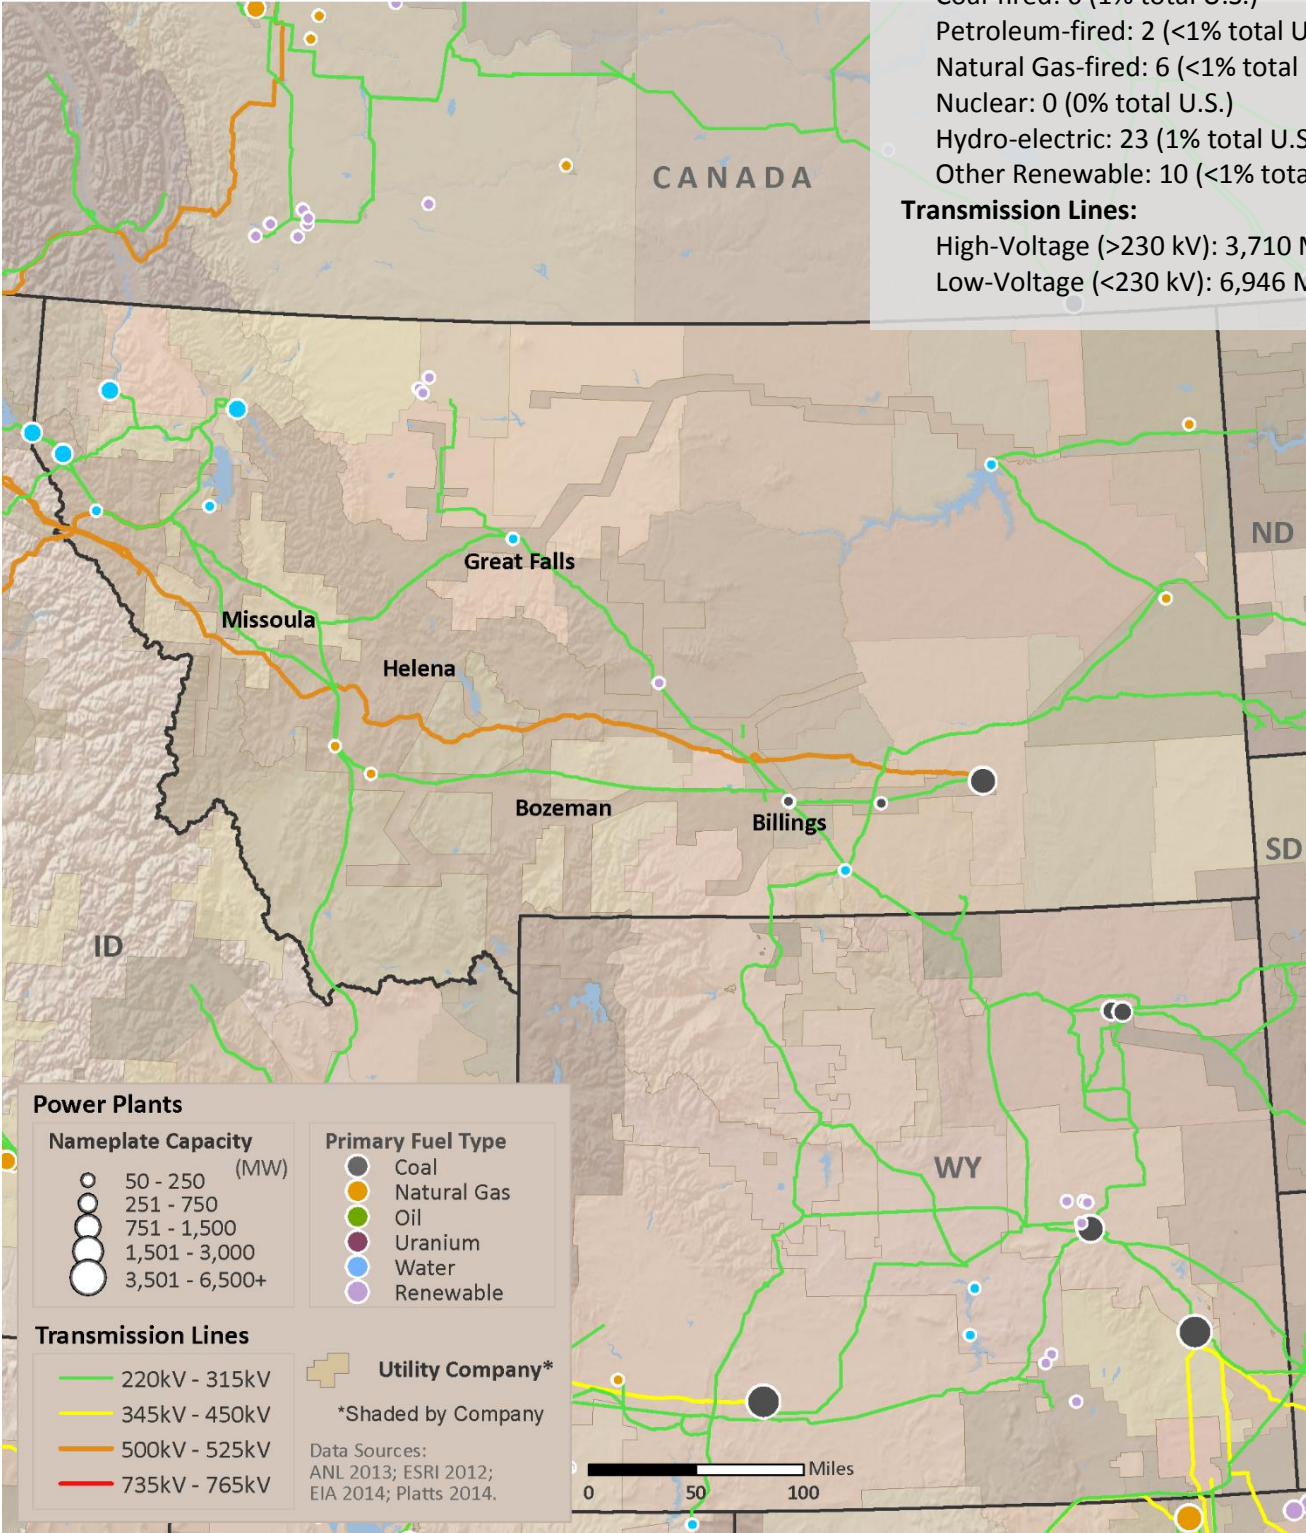 Coal-fired: 6 (1% total U.S.)
Petroleum-fired: 2 (<1% total U
Natural Gas-fired: 6 (<1% total
Nuclear: 0 (0% total U.S.)
Hydro-electric: 23 (1% total U.S
Other Renewable: 10 (<1% tota
Transmission Lines:
High-Voltage (>230 kV): 3,710 M
Low-Voltage (<230 kV): 6,946 M
CANADA
ND
Great Falls
Missoula
Helena
Bozeman
Billings
SD
ID
WY
Power Plants
Nameplate Capacity
(MW)
50 - 250
251 - 750
751 - 1,500
1,501 - 3,000
3,501 - 6,500+
Primary Fuel Type
Coal
Natural Gas
Oil
Uranium
Water
Renewable
Transmission Lines
220kV - 315kV
345kV - 450kV
500kV - 525kV
735kV - 765kV
Utility Company*
*Shaded by Company
Data Sources:
ANL 2013; ESRI 2012;
EIA 2014; Platts 2014.
Miles
0 50 100